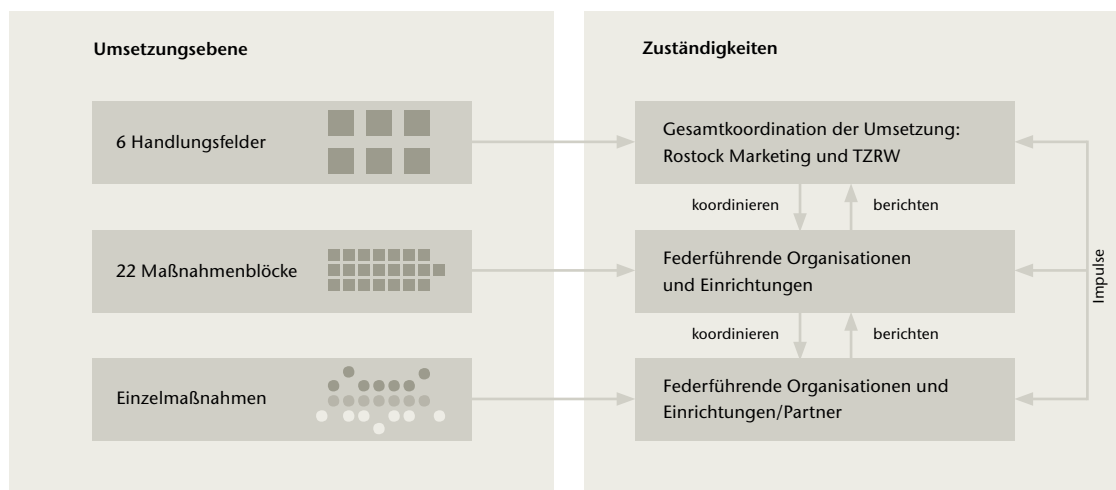 Umsetzungsebene
6 Handlungsfelder
22 Maßnahmenblöcke
Einzelmaßnahmen
Zuständigkeiten
Gesamtkoordination der Umsetzung:
Rostock Marketing und TZRW
koordinieren
berichten
Federführende Organisationen
und Einrichtungen
koordinieren
berichten
Federführende Organisationen und
Einrichtungen/Partner
Impulse